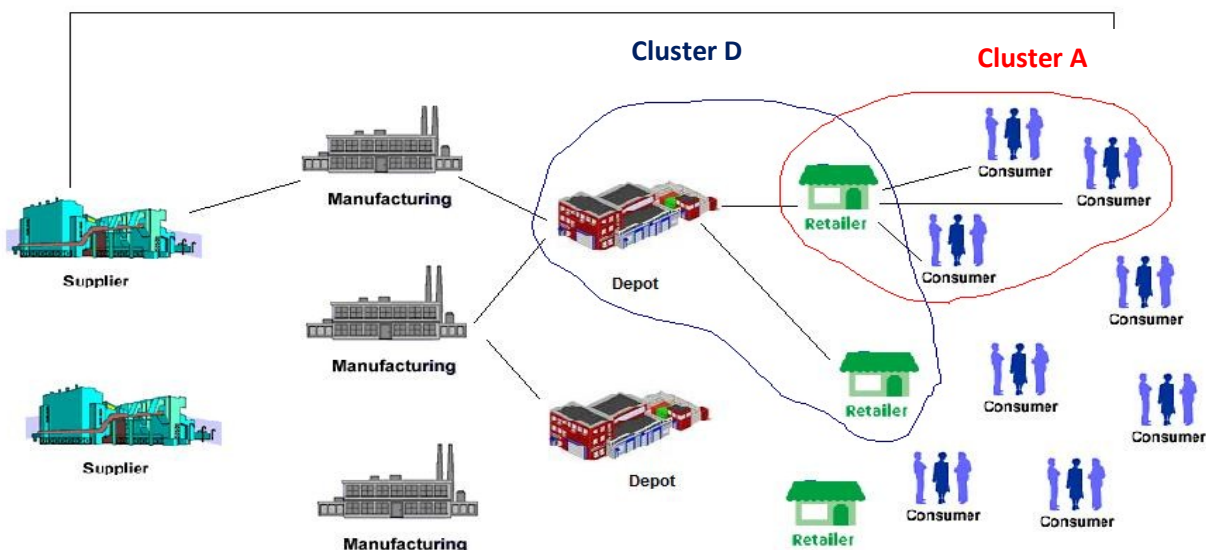 Cluster D
Cluster A
Consumer
Manufacturing
Consumer
Retailer
Supplier
Depot
Consumer
Consumer
Manufacturing
Retailer
Consumer
Consumer
Supplier
Depot
Consumer
Consumer
Retailer
Manufacturing